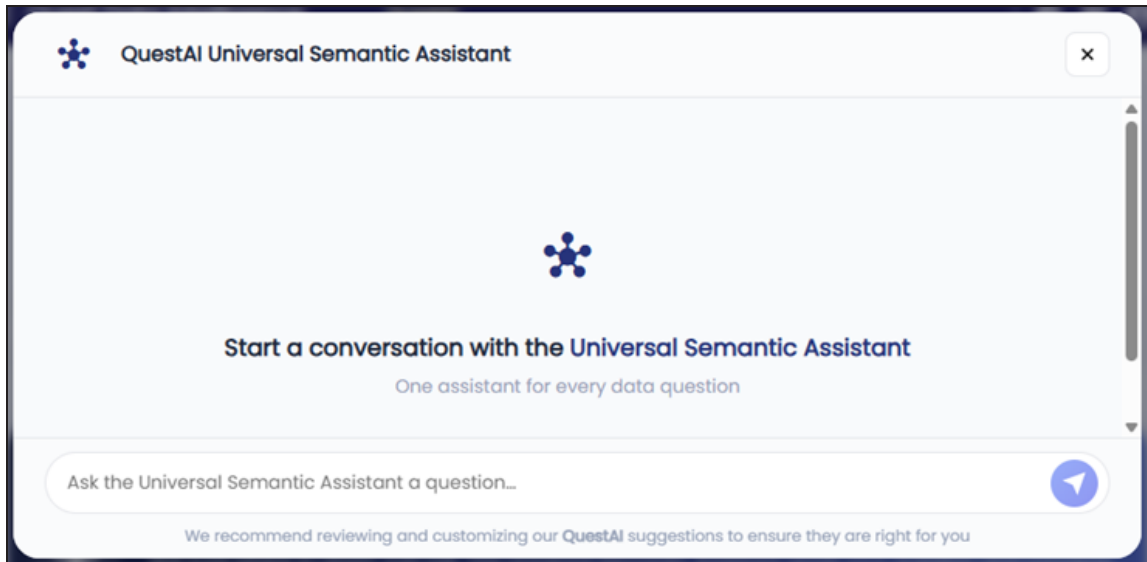 QuestAI Universal Semantic Assistant
Start a conversation with the Universal Semantic Assistant
One assistant for every data question
Ask the Universal Semantic Assistant a question...
We recommend reviewing and customizing our QuestAI suggestions to ensure they are right for you